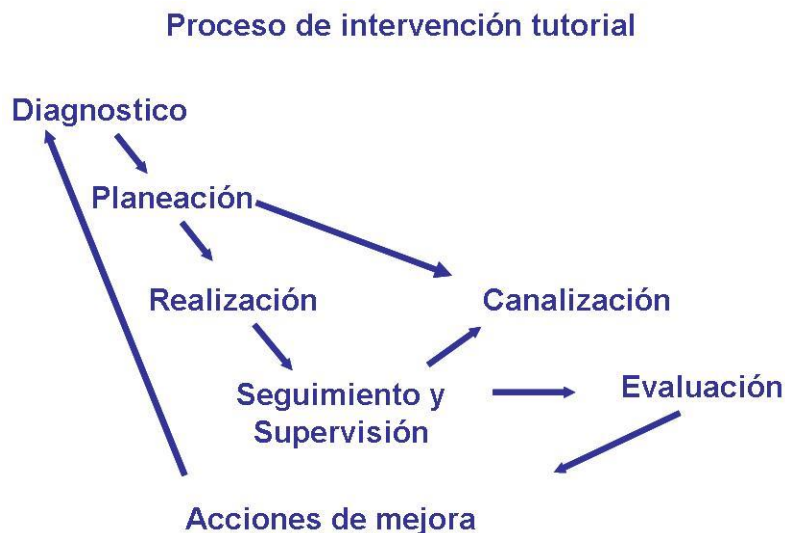 Proceso de intervención tutorial
Diagnostico
Planeación
Realización
Canalización
Seguimiento y
Supervisión
Evaluación
Acciones de mejora